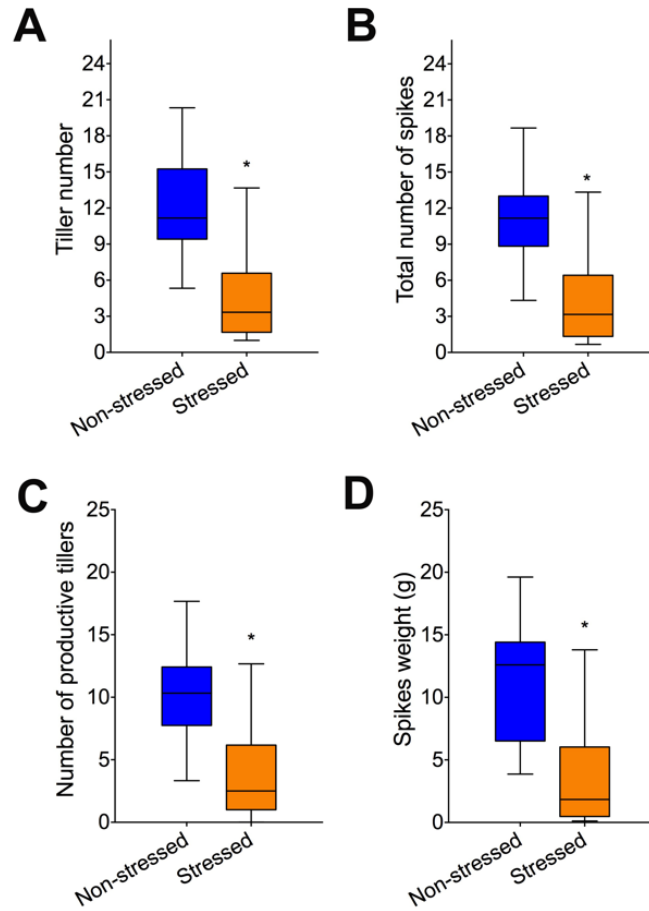 A
Tiller number
24
21
18
15
12
9
6
3
0
*
Non-stressed
Stressed
B
Total number of spikes
24
21
18
15
12
9
6
3
0
*
Non-stressed
Stressed
C
Number of productive tillers
25
20
15
10
5
0
*
Non-stressed
Stressed
D
Spikes weight (g)
25
20
15
10
5
0
*
Non-stressed
Stressed